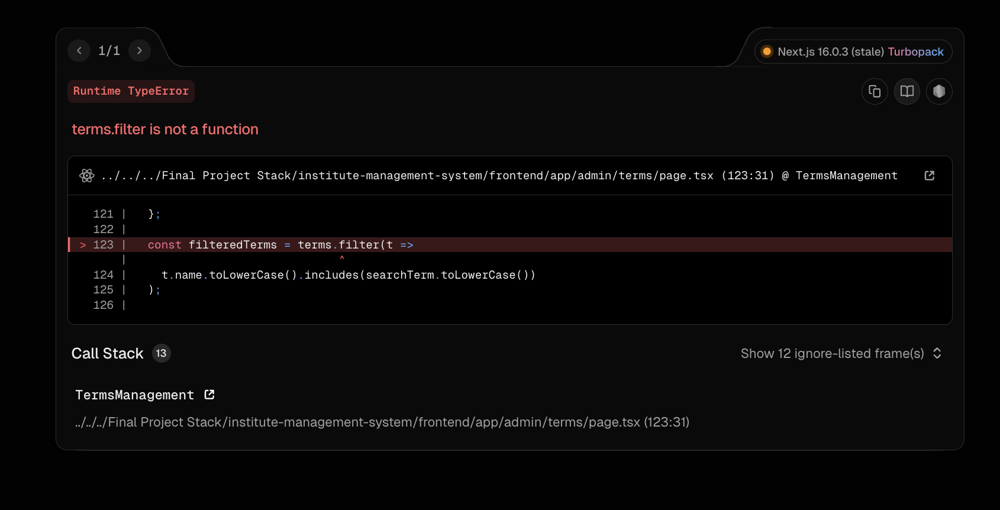 1/1
Next.js 16.0.3 (stale) Turbopack
Runtime TypeError
terms.filter is not a function
../../../Final Project Stack/institute-management-system/frontend/app/admin/terms/page.tsx (123:31) @ TermsManagement
121 |   };
122 |
> 123 |   const filteredTerms = terms.filter(t =>
|                               ^
124 |     t.name.toLowerCase().includes(searchTerm.toLowerCase())
125 |   );
126 |
Call Stack 13
Show 12 ignore-listed frame(s)
TermsManagement
../../../Final Project Stack/institute-management-system/frontend/app/admin/terms/page.tsx (123:31)